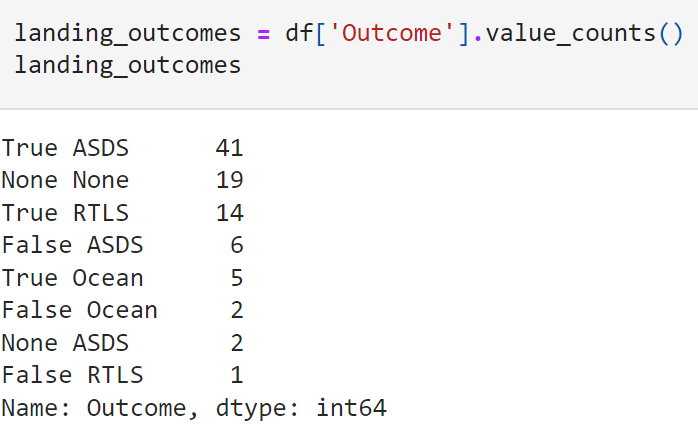 landing_outcomes = df['Outcome'].value_counts()
landing_outcomes
True ASDS 41
None None 19
True RTLS 14
False ASDS 6
True Ocean 5
False Ocean 2
None ASDS 2
False RTLS 1
Name: Outcome, dtype: int64